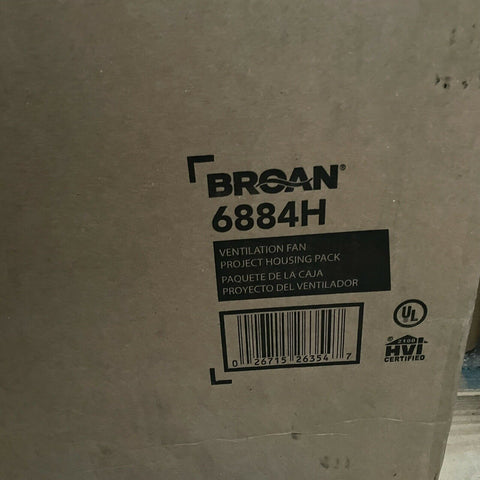 BROAN®
6884H
VENTILATION FAN
PROJECT HOUSING PACK
PAQUETE DE LA CAJA
PROYECTO DEL VENTILADOR
0 26715 26354 7
UL
®
2100
HVI
CERTIFIED